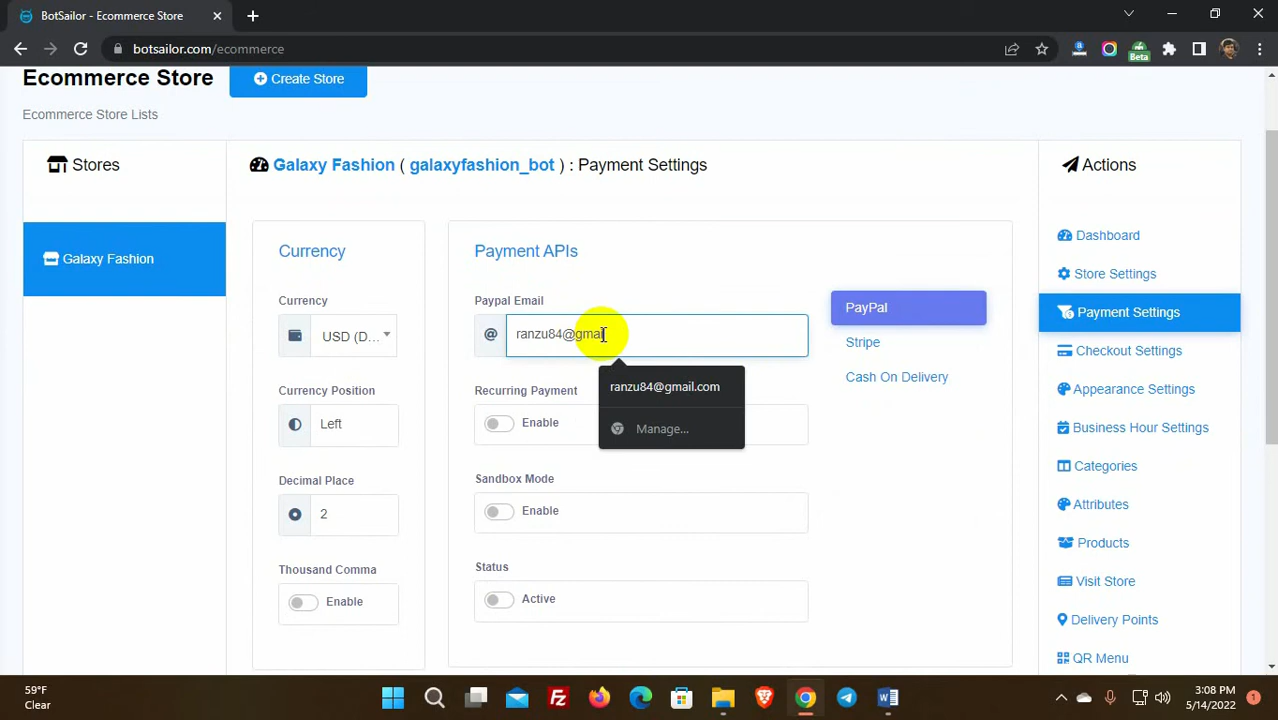 BotSailor - Ecommerce Store
botsailor.com/ecommerce
Beta
Ecommerce Store
Create Store
Ecommerce Store Lists
Stores
Galaxy Fashion
Galaxy Fashion ( galaxyfashion_bot ) : Payment Settings
Currency
Currency
USD (D...
Currency Position
Left
Decimal Place
2
Thousand Comma
Enable
Payment APIs
Paypal Email
@ ranzu84@gmai
ranzu84@gmail.com
Manage...
Recurring Payment
Enable
Sandbox Mode
Enable
Status
Active
PayPal
Stripe
Cash On Delivery
Actions
Dashboard
Store Settings
Payment Settings
Checkout Settings
Appearance Settings
Business Hour Settings
Categories
Attributes
Products
Visit Store
Delivery Points
QR Menu
59°F
Clear
3:08 PM
5/14/2022
1